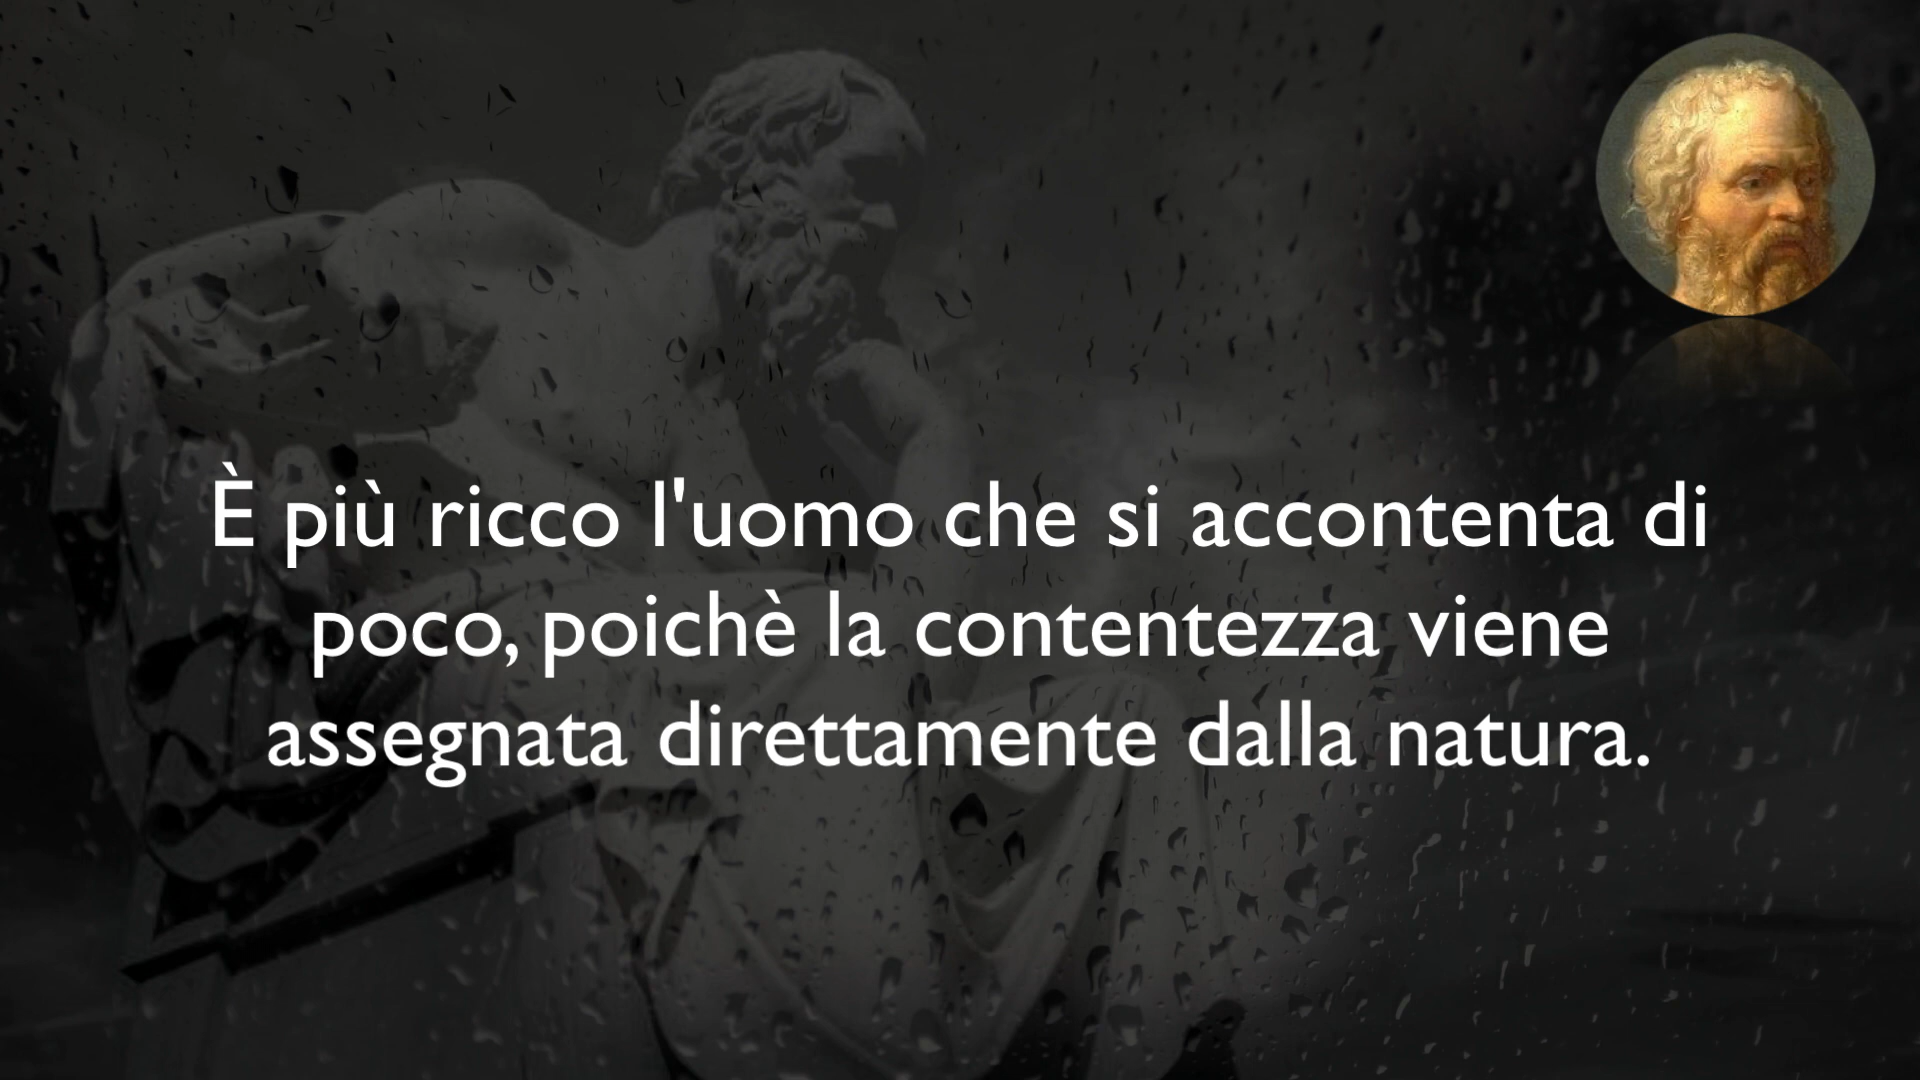 È più ricco l'uomo che si accontenta di
poco, poichè la contentezza viene
assegnata direttamente dalla natura.